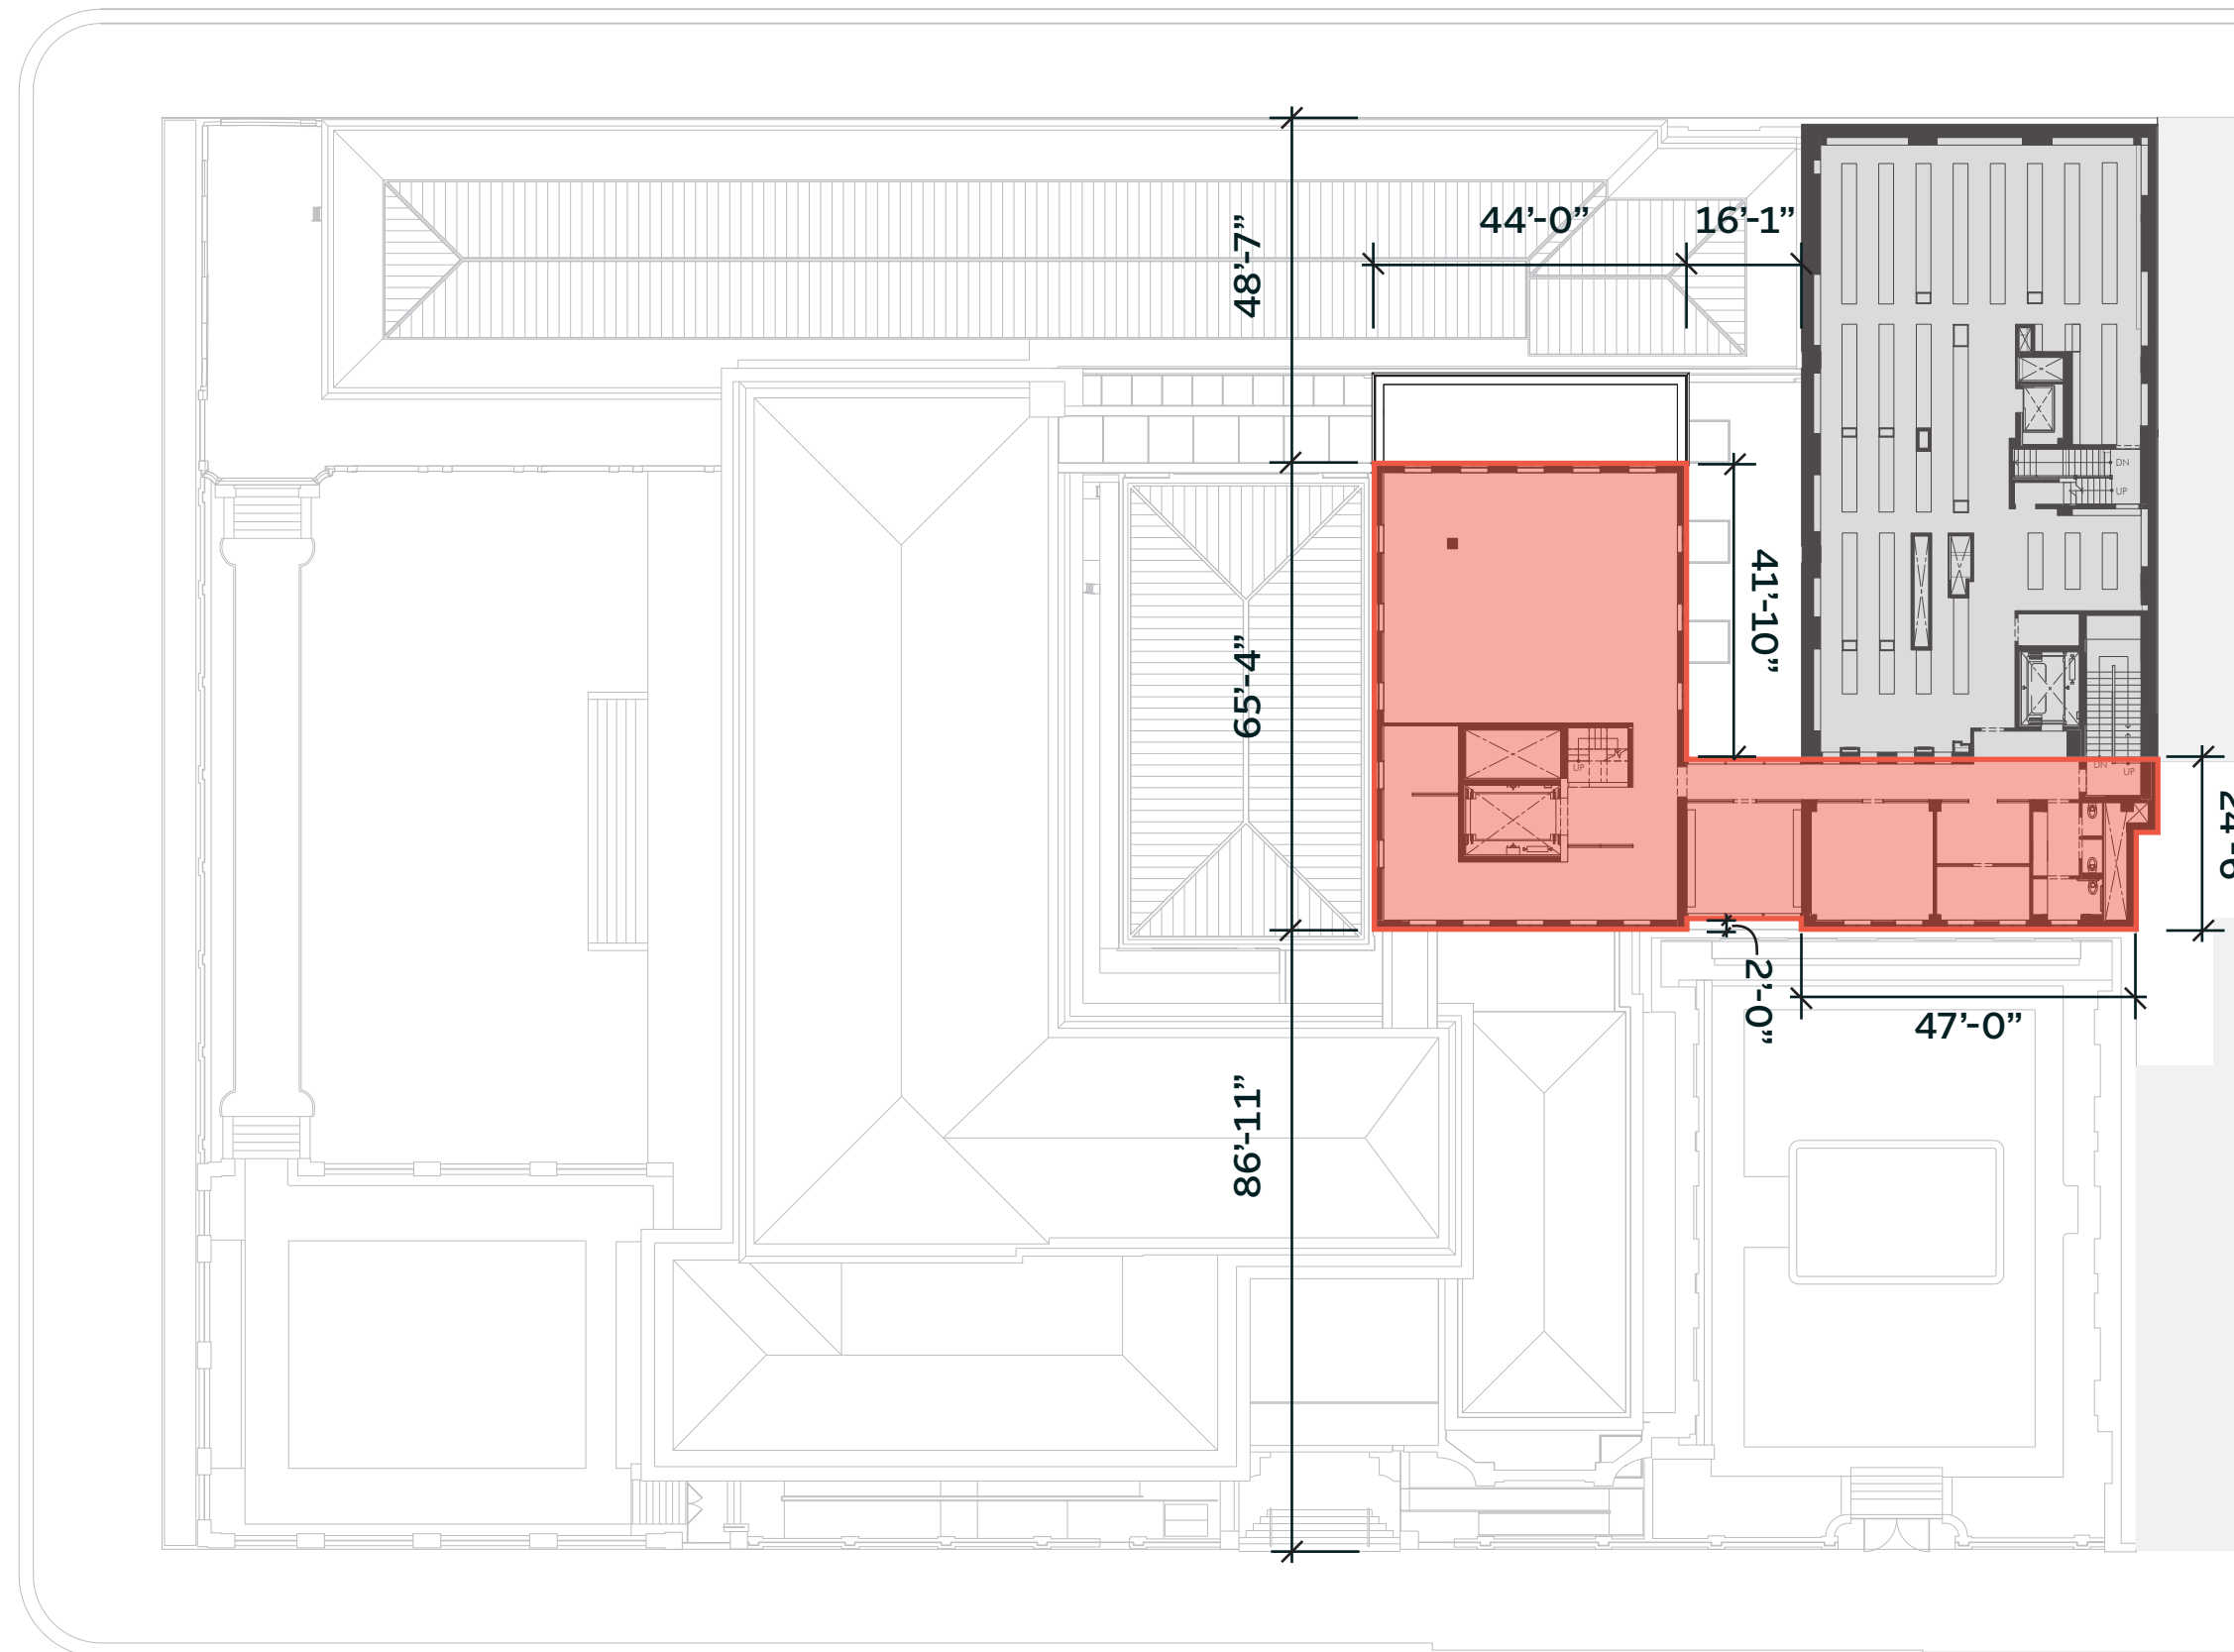 44’-0”
16’-1”
48’-7”
DN
UP
41’-10”
65’-4”
UP
DN
UP
2’-0”
47’-0”
86’-11”